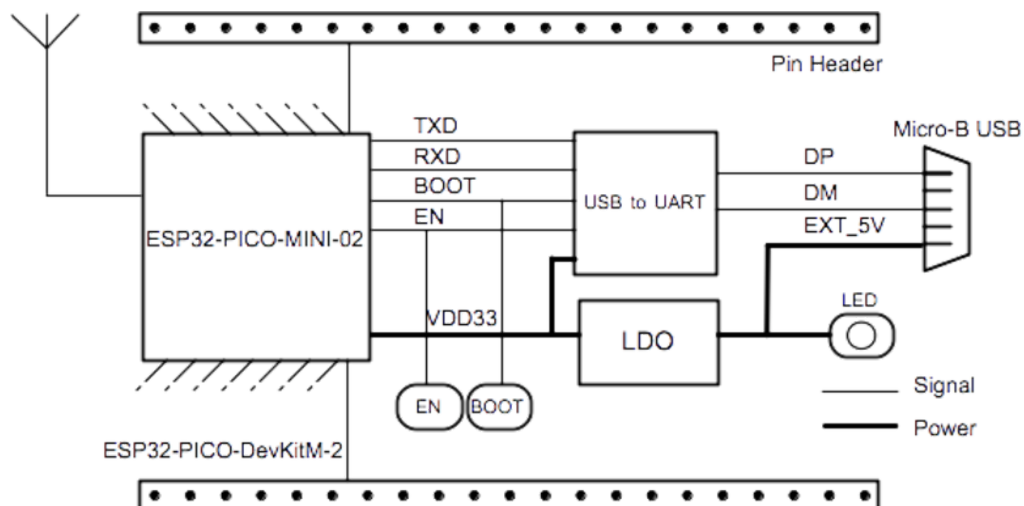 Pin Header
Micro-B USB
TXD
RXD
BOOT
EN
DP
DM
EXT_5V
USB to UART
ESP32-PICO-MINI-02
VDD33
LDO
LED
EN
BOOT
Signal
Power
ESP32-PICO-DevKitM-2